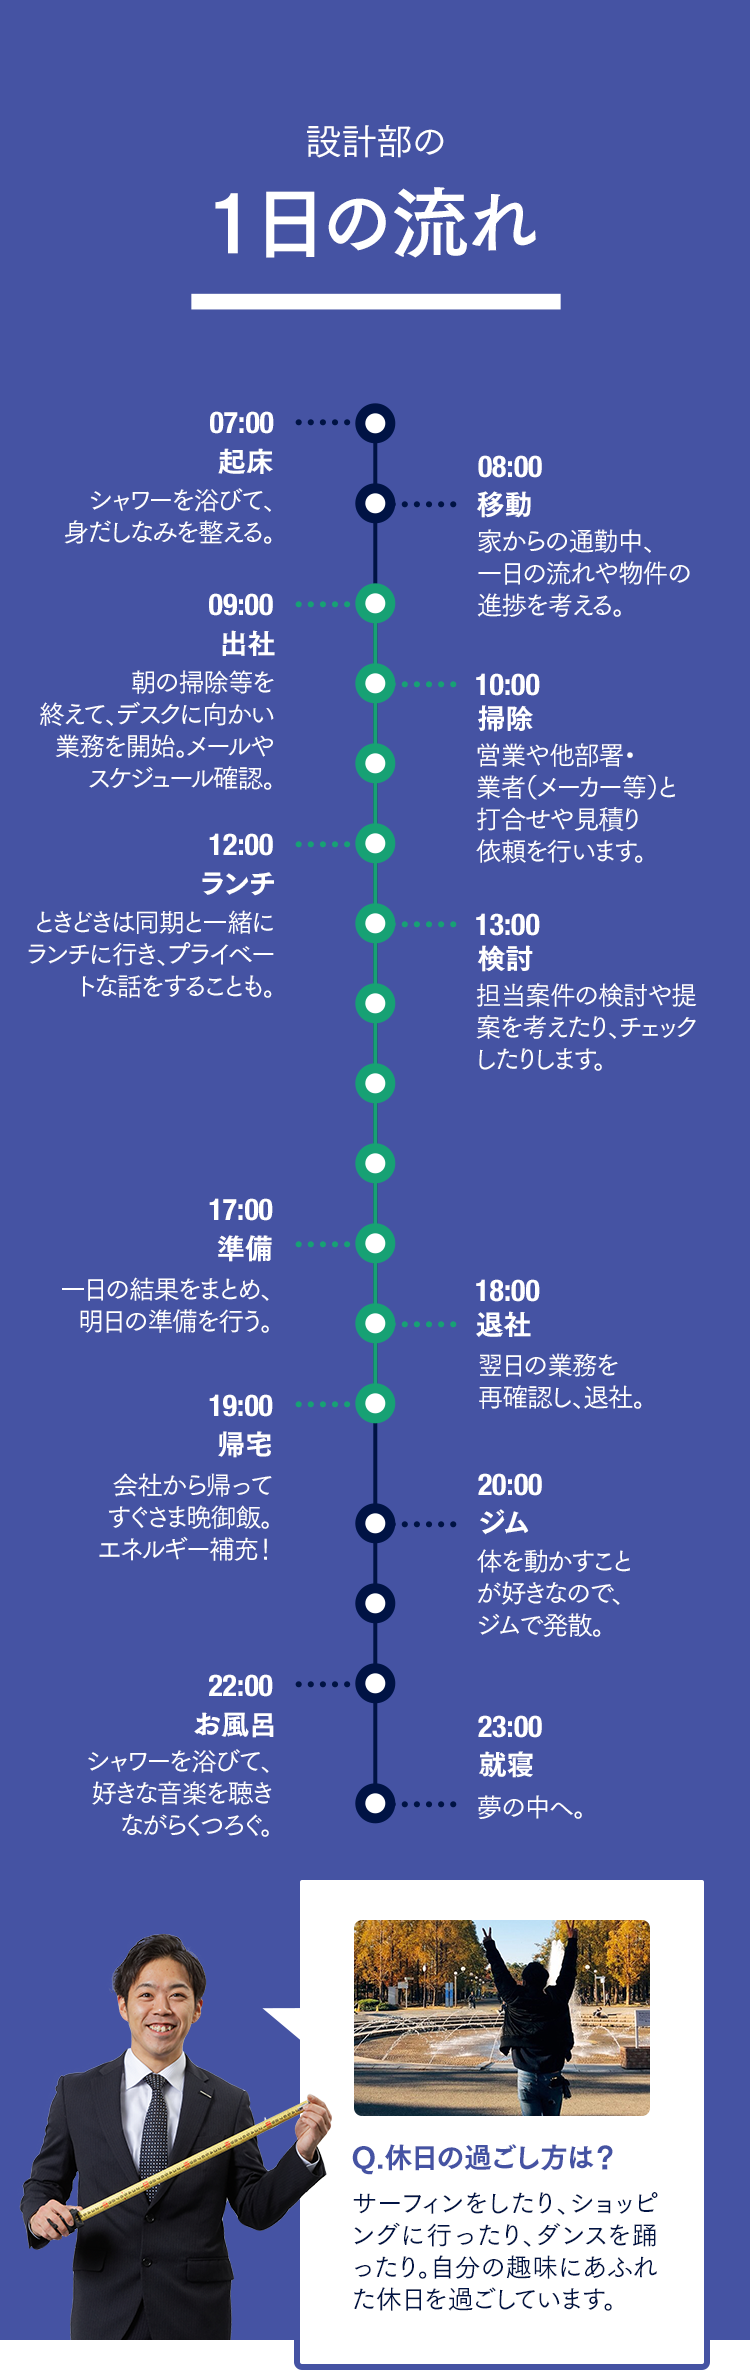 設計部の
1日の流れ
07:00
起床
シャワーを浴びて、
身だしなみを整える。
08:00
移動
家からの通勤中、
一日の流れや物件の
進捗を考える。
09:00
出社
朝の掃除等を
終えて、デスクに向かい
業務を開始。メールや
スケジュール確認。
10:00
掃除
営業や他部署・
業者（メーカー等）と
打合せや見積り
依頼を行います。
12:00
ランチ
ときどきは同期と一緒に
ランチに行き、プライベー
トな話をすることも。
13:00
検討
担当案件の検討や提
案を考えたり、チェック
したりします。
17:00
準備
一日の結果をまとめ、
明日の準備を行う。
18:00
退社
翌日の業務を
再確認し、退社。
19:00
帰宅
会社から帰って
すぐさま晩御飯。
エネルギー補充！
20:00
ジム
体を動かすこと
が好きなので、
ジムで発散。
22:00
お風呂
シャワーを浴びて、
好きな音楽を聴き
ながらくつろぐ。
23:00
就寝
夢の中へ。
Q.休日の過ごし方は？
サーフィンをしたり、ショッピ
ングに行ったり、ダンスを踊
ったり。自分の趣味にあふれ
た休日を過ごしています。